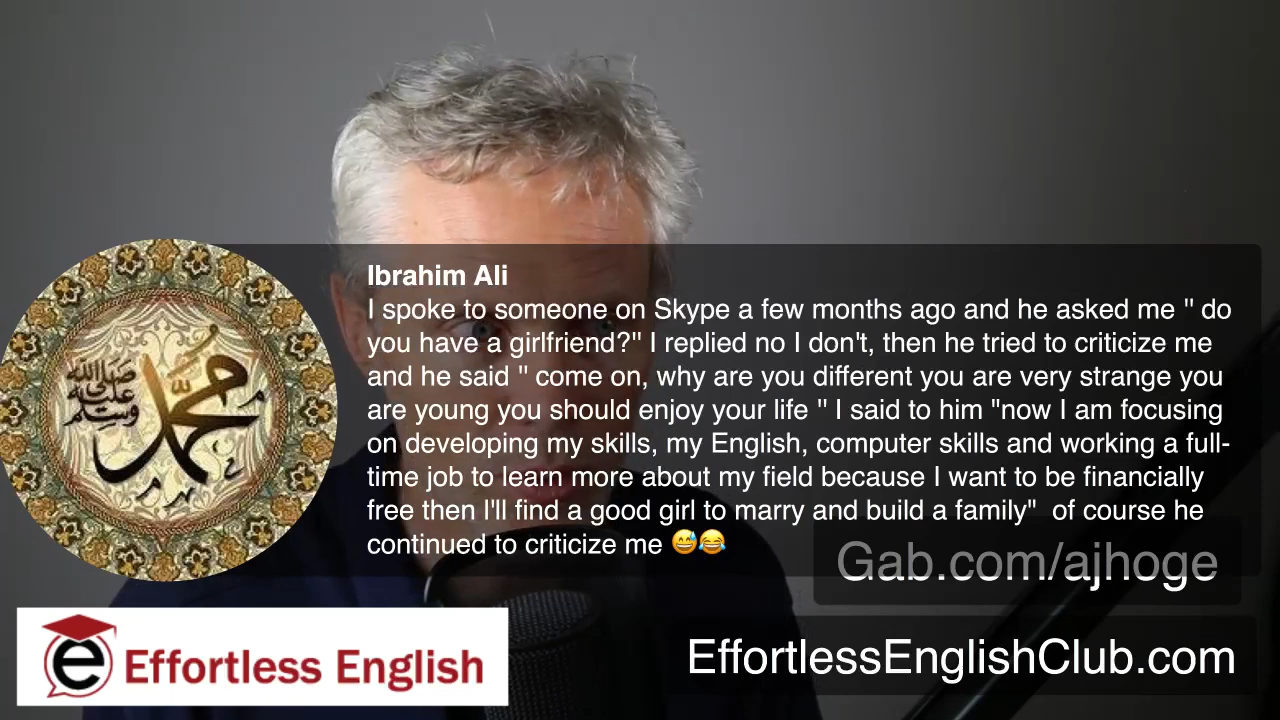 Ibrahim Ali
I spoke to someone on Skype a few months ago and he asked me " do
you have a girlfriend?" I replied no I don't, then he tried to criticize me
and he said " come on, why are you different you are very strange you
are young you should enjoy your life " I said to him "now I am focusing
on developing my skills, my English, computer skills and working a full-
time job to learn more about my field because I want to be financially
free then I'll find a good girl to marry and build a family"  of course he
continued to criticize me 😅😂
محمد
صلى الله
عليه
وسلم
Gab.com/ajhoge
e Effortless English
EffortlessEnglishClub.com